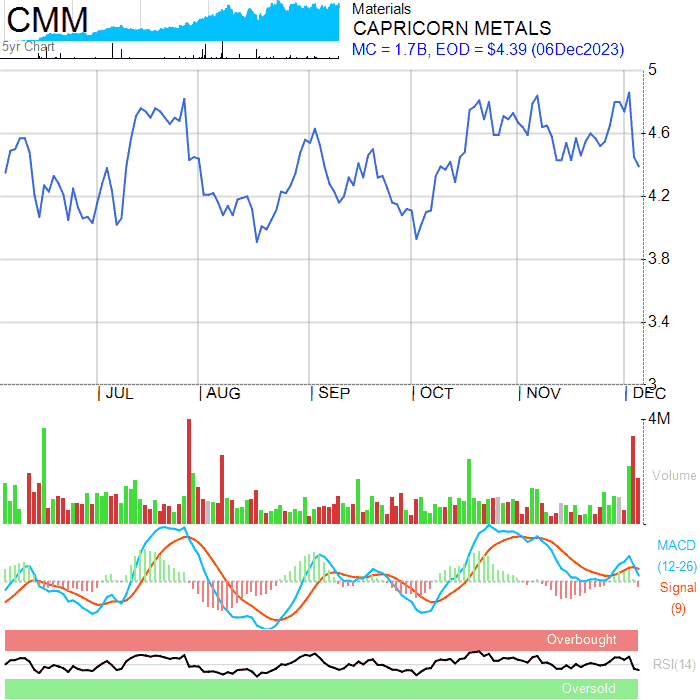 CMM
5yr Chart
Materials
CAPRICORN METALS
MC = 1.7B, EOD = $4.39 (06Dec2023)
5
4.6
4.2
3.8
3.4
3
JUL AUG SEP OCT NOV DEC
4M
Volume
MACD
(12-26)
Signal
(9)
Overbought
RSI(14)
Oversold